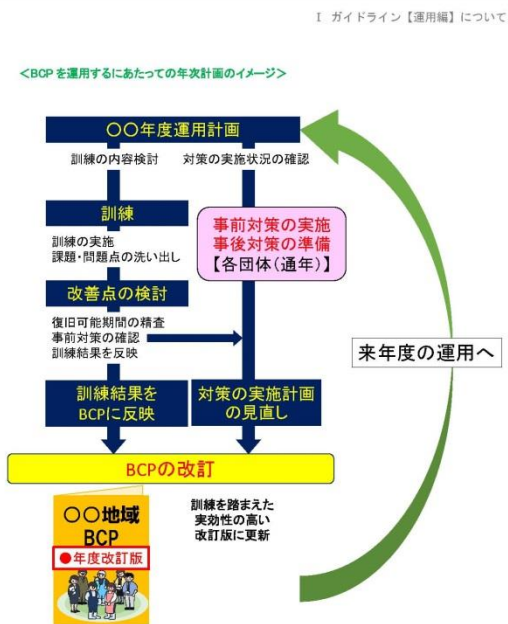 I ガイドライン【運用編】について
＜BCPを運用するにあたっての年次計画のイメージ＞
〇〇年度運用計画
訓練の内容検討
対策の実施状況の確認
訓練
訓練の実施
課題・問題点の洗い出し
事前対策の実施
事後対策の準備
【各団体（通年）】
改善点の検討
復旧可能期間の精査
事前対策の確認
訓練結果を反映
来年度の運用へ
訓練結果を
BCPに反映
対策の実施計画
の見直し
BCPの改訂
〇〇地域
BCP
●年度改訂版
訓練を踏まえた
実効性の高い
改訂版に更新